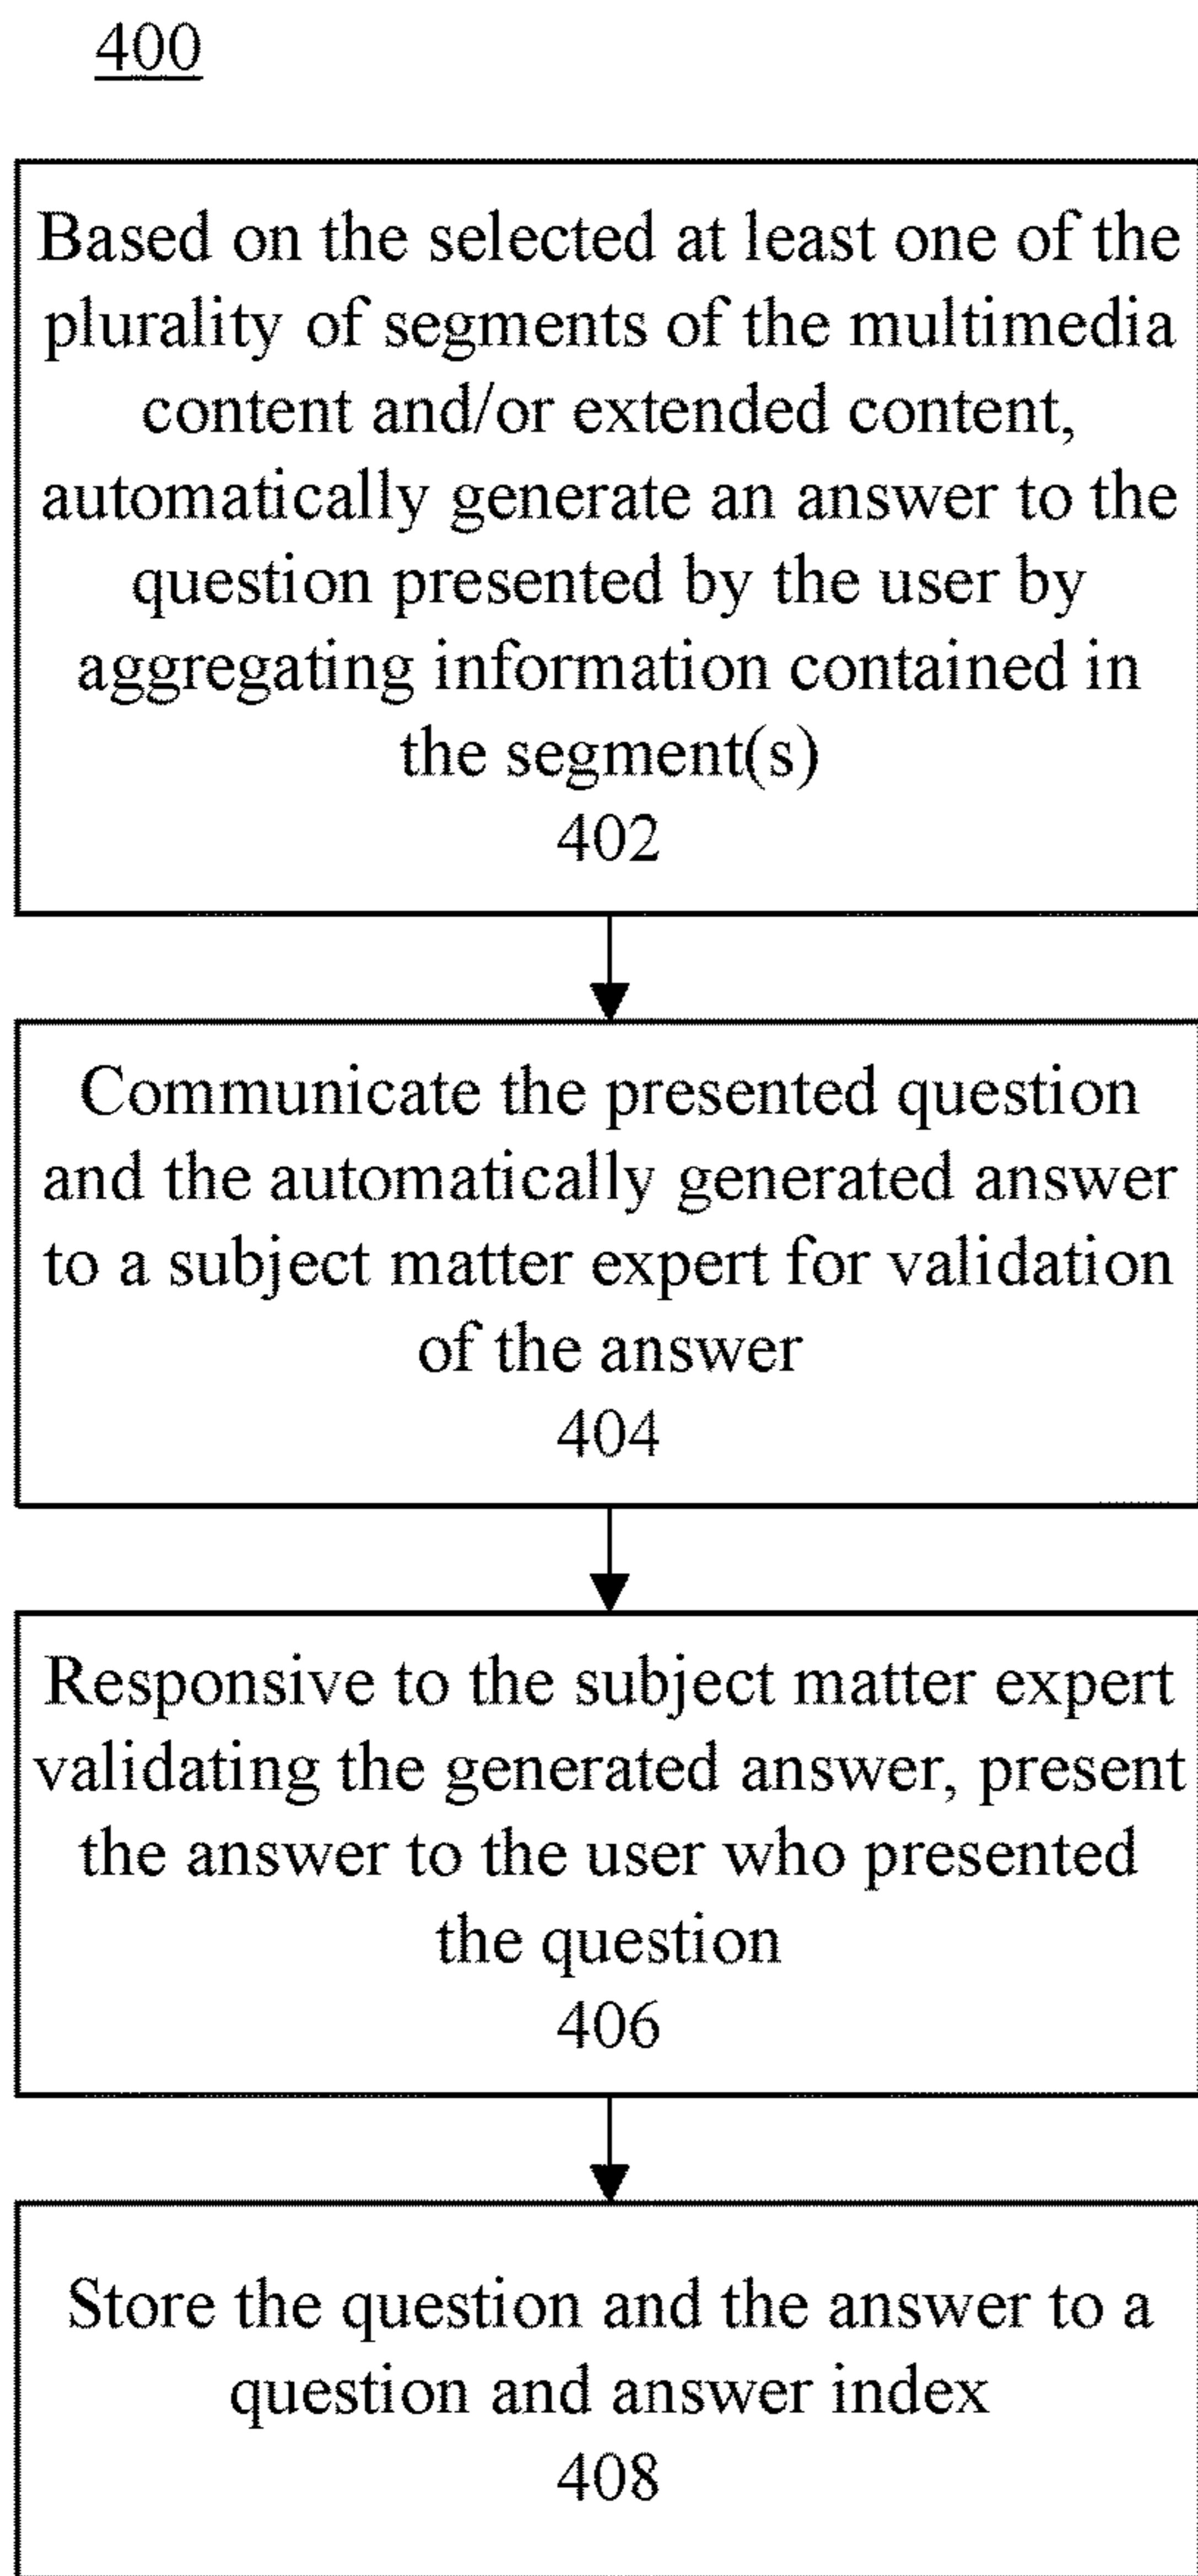 400
Based on the selected at least one of the
plurality of segments of the multimedia
content and/or extended content,
automatically generate an answer to the
question presented by the user by
aggregating information contained in
the segment(s)
402
Communicate the presented question
and the automatically generated answer
to a subject matter expert for validation
of the answer
404
Responsive to the subject matter expert
validating the generated answer, present
the answer to the user who presented
the question
406
Store the question and the answer to a
question and answer index
408